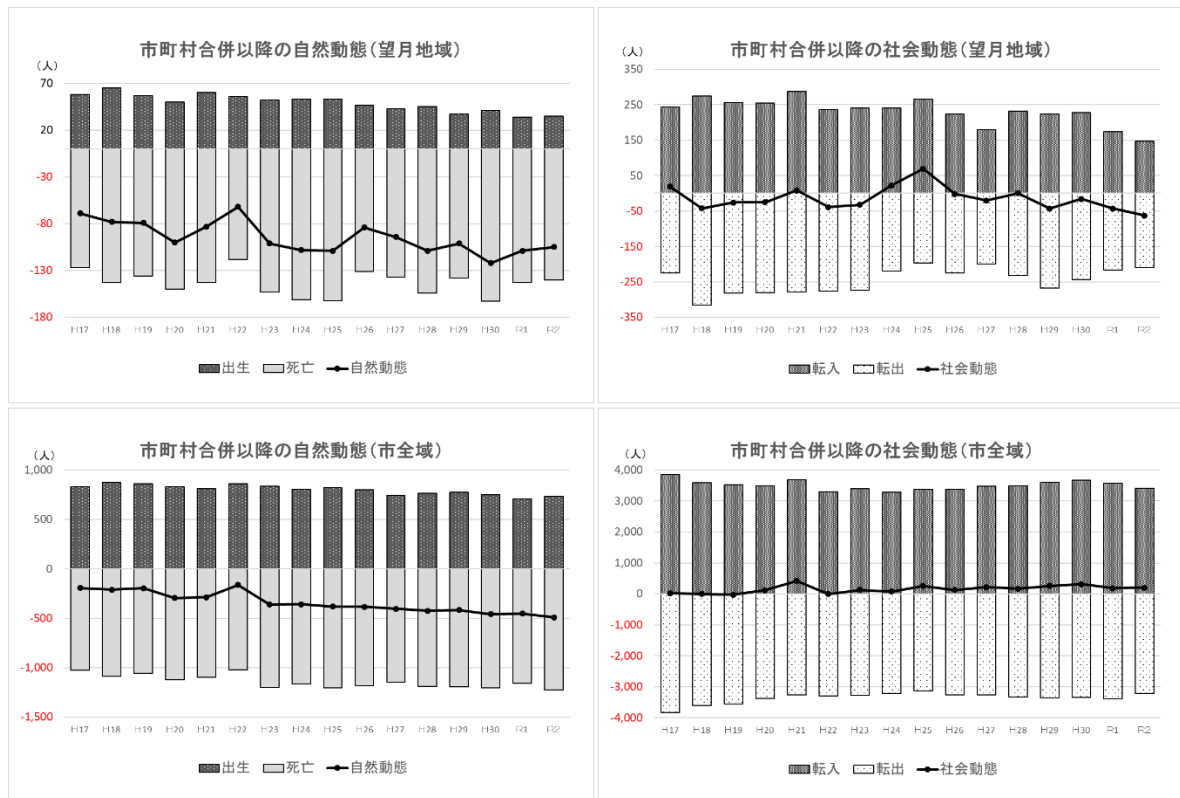 市町村合併以降の自然動態(望月地域)
(人)
70
20
-30
-80
-130
-180
H17 H18 H19 H20 H21 H22 H23 H24 H25 H26 H27 H28 H29 H30 R1 R2
出生 死亡 自然動態
市町村合併以降の社会動態(望月地域)
(人)
350
250
150
50
-50
-150
-250
-350
H17 H18 H19 H20 H21 H22 H23 H24 H25 H26 H27 H28 H29 H30 R1 R2
転入 転出 社会動態
市町村合併以降の自然動態(市全域)
(人)
1,000
500
0
-500
-1,000
-1,500
H17 H18 H19 H20 H21 H22 H23 H24 H25 H26 H27 H28 H29 H30 R1 R2
出生 死亡 自然動態
市町村合併以降の社会動態(市全域)
(人)
4,000
3,000
2,000
1,000
0
-1,000
-2,000
-3,000
-4,000
H17 H18 H19 H20 H21 H22 H23 H24 H25 H26 H27 H28 H29 H30 R1 R2
転入 転出 社会動態